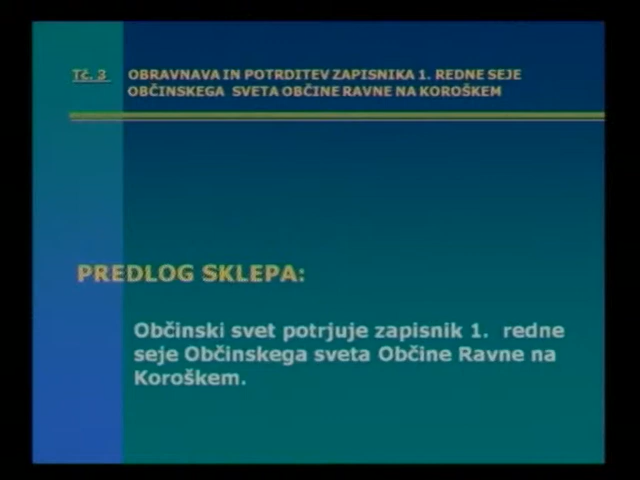 Tč. 3 OBRAVNAVA IN POTRDITEV ZAPISNIKA 1. REDNE SEJE
OBČINSKEGA SVETA OBČINE RAVNE NA KOROŠKEM
PREDLOG SKLEPA:
Občinski svet potrjuje zapisnik 1. redne
seje Občinskega sveta Občine Ravne na
Koroškem.